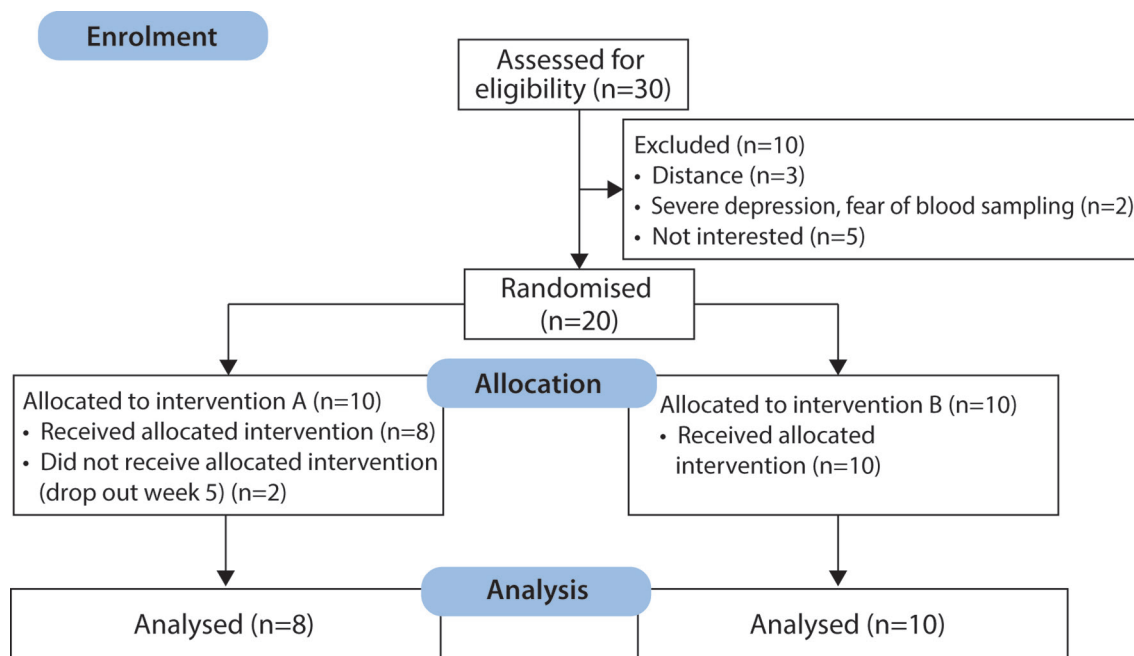 Enrolment
Assessed for
eligibility (n=30)
Excluded (n=10)
• Distance (n=3)
• Severe depression, fear of blood sampling (n=2)
• Not interested (n=5)
Randomised
(n=20)
Allocation
Allocated to intervention A (n=10)
• Received allocated intervention (n=8)
• Did not receive allocated intervention
(drop out week 5) (n=2)
Allocated to intervention B (n=10)
• Received allocated
intervention (n=10)
Analysis
Analysed (n=8)
Analysed (n=10)